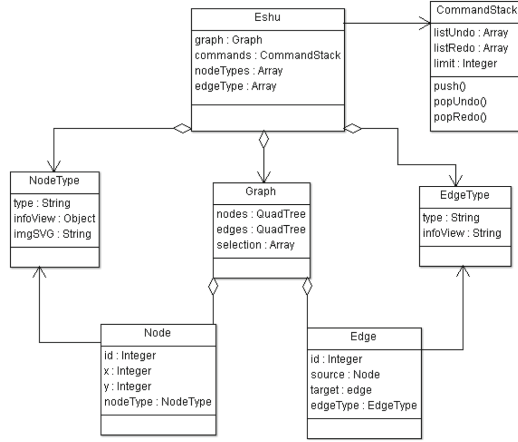 Eshu
graph : Graph
commands : CommandStack
nodeTypes : Array
edgeType : Array
CommandStack
listUndo : Array
listRedo : Array
limit : Integer
push()
popUndo()
popRedo()
NodeType
type : String
infoView : Object
imgSVG : String
Graph
nodes : QuadTree
edges : QuadTree
selection : Array
EdgeType
type : String
infoView : String
Node
id : Integer
x : Integer
y : Integer
nodeType : NodeType
Edge
id : Integer
source : Node
target : edge
edgeType : EdgeType